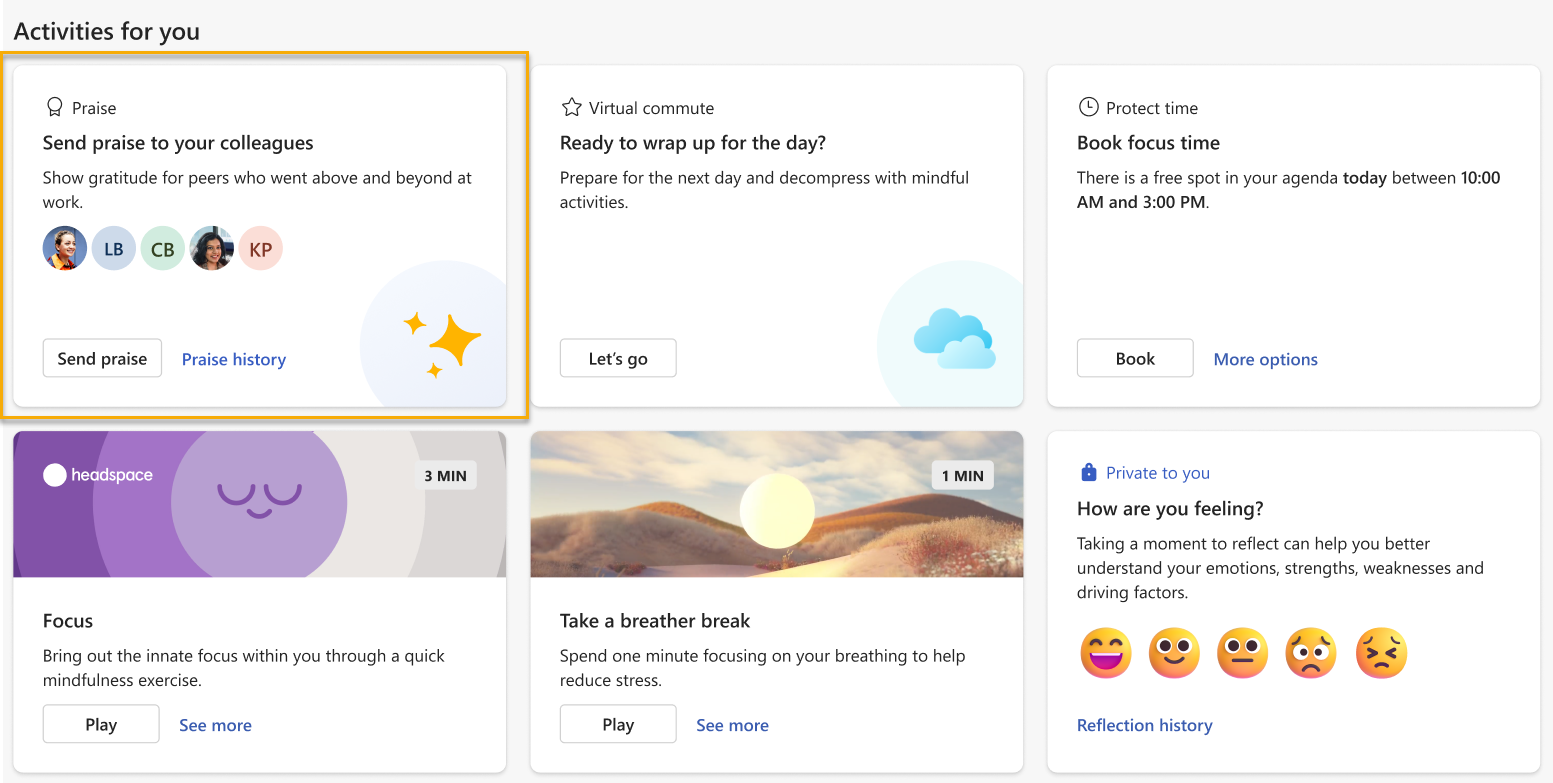 Activities for you
Praise
Send praise to your colleagues
Show gratitude for peers who went above and beyond at
work.
LB
CB
KP
Send praise
Praise history
Virtual commute
Ready to wrap up for the day?
Prepare for the next day and decompress with mindful
activities.
Let's go
Protect time
Book focus time
There is a free spot in your agenda today between 10:00
AM and 3:00 PM.
Book
More options
headspace
3 MIN
Focus
Bring out the innate focus within you through a quick
mindfulness exercise.
Play
See more
1 MIN
Take a breather break
Spend one minute focusing on your breathing to help
reduce stress.
Play
See more
Private to you
How are you feeling?
Taking a moment to reflect can help you better
understand your emotions, strengths, weaknesses and
driving factors.
Reflection history